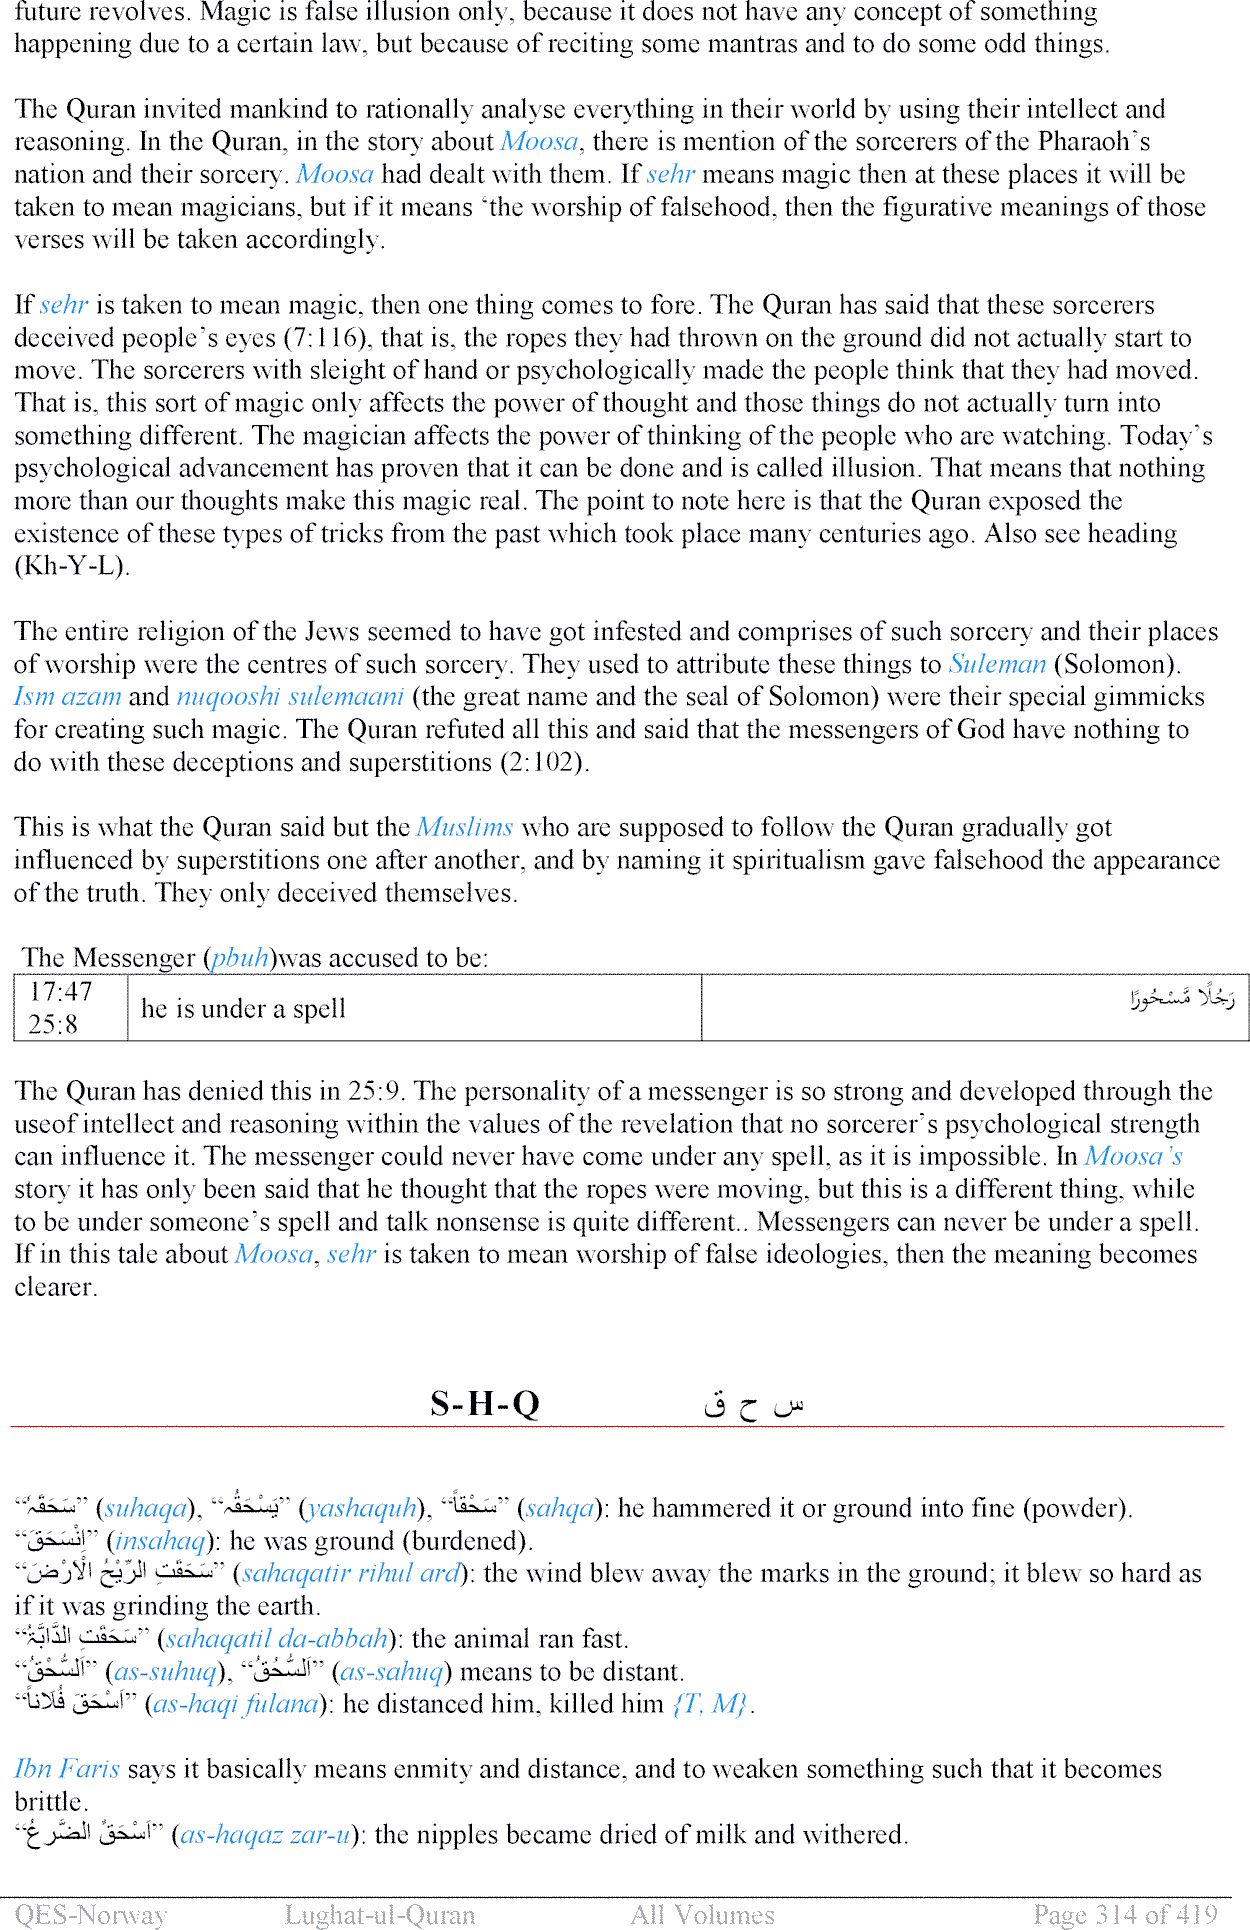 future revolves. Magic is false illusion only, because it does not have any concept of something
happening due to a certain law, but because of reciting some mantras and to do some odd things.
The Quran invited mankind to rationally analyse everything in their world by using their intellect and
reasoning. In the Quran, in the story about Moosa, there is mention of the sorcerers of the Pharaoh's
nation and their sorcery. Moosa had dealt with them. If sehr means magic then at these places it will be
taken to mean magicians, but if it means 'the worship of falsehood, then the figurative meanings of those
verses will be taken accordingly.
If sehr is taken to mean magic, then one thing comes to fore. The Quran has said that these sorcerers
deceived people's eyes (7:116), that is, the ropes they had thrown on the ground did not actually start to
move. The sorcerers with sleight of hand or psychologically made the people think that they had moved.
That is, this sort of magic only affects the power of thought and those things do not actually turn into
something different. The magician affects the power of thinking of the people who are watching. Today's
psychological advancement has proven that it can be done and is called illusion. That means that nothing
more than our thoughts make this magic real. The point to note here is that the Quran exposed the
existence of these types of tricks from the past which took place many centuries ago. Also see heading
(Kh-Y-L).
The entire religion of the Jews seemed to have got infested and comprises of such sorcery and their places
of worship were the centres of such sorcery. They used to attribute these things to Suleman (Solomon).
Ism azam and nuqooshi sulemaani (the great name and the seal of Solomon) were their special gimmicks
for creating such magic. The Quran refuted all this and said that the messengers of God have nothing to
do with these deceptions and superstitions (2:102).
This is what the Quran said but the Muslims who are supposed to follow the Quran gradually got
influenced by superstitions one after another, and by naming it spiritualism gave falsehood the appearance
of the truth. They only deceived themselves.
The Messenger (pbuh)was accused to be:
17:47
25:8
he is under a spell
رَجُلًا مَّسْحُورًا
The Quran has denied this in 25:9. The personality of a messenger is so strong and developed through the
useof intellect and reasoning within the values of the revelation that no sorcerer's psychological strength
can influence it. The messenger could never have come under any spell, as it is impossible. In Moosa's
story it has only been said that he thought that the ropes were moving, but this is a different thing, while
to be under someone's spell and talk nonsense is quite different.. Messengers can never be under a spell.
If in this tale about Moosa, sehr is taken to mean worship of false ideologies, then the meaning becomes
clearer.
S-H-Q س ح ق
“سَحَقَہٗ” (suhaqa), “یَسْحَقُہ” (yashaquh), “سَحْقاً” (sahqa): he hammered it or ground into fine (powder).
“اِنْسَحَقَ” (insahaq): he was ground (burdened).
“سَحَقَتِ الرِّیْحُ الْاَرْضَ” (sahaqatir rihul ard): the wind blew away the marks in the ground; it blew so hard as
if it was grinding the earth.
“سَحَقَتِ الدَّابَّۃُ” (sahaqatil da-abbah): the animal ran fast.
“اَلسُّحْقُ” (as-suhuq), “اَلسُّحُقُ” (as-sahuq) means to be distant.
“اَسْحَقَ فُلَاناً” (as-haqi fulana): he distanced him, killed him {T, M}.
Ibn Faris says it basically means enmity and distance, and to weaken something such that it becomes
brittle.
“اَسْحَقَ الضَّرعُ” (as-haqaz zar-u): the nipples became dried of milk and withered.
QES-Norway Lughat-ul-Quran All Volumes Page 314 of 419